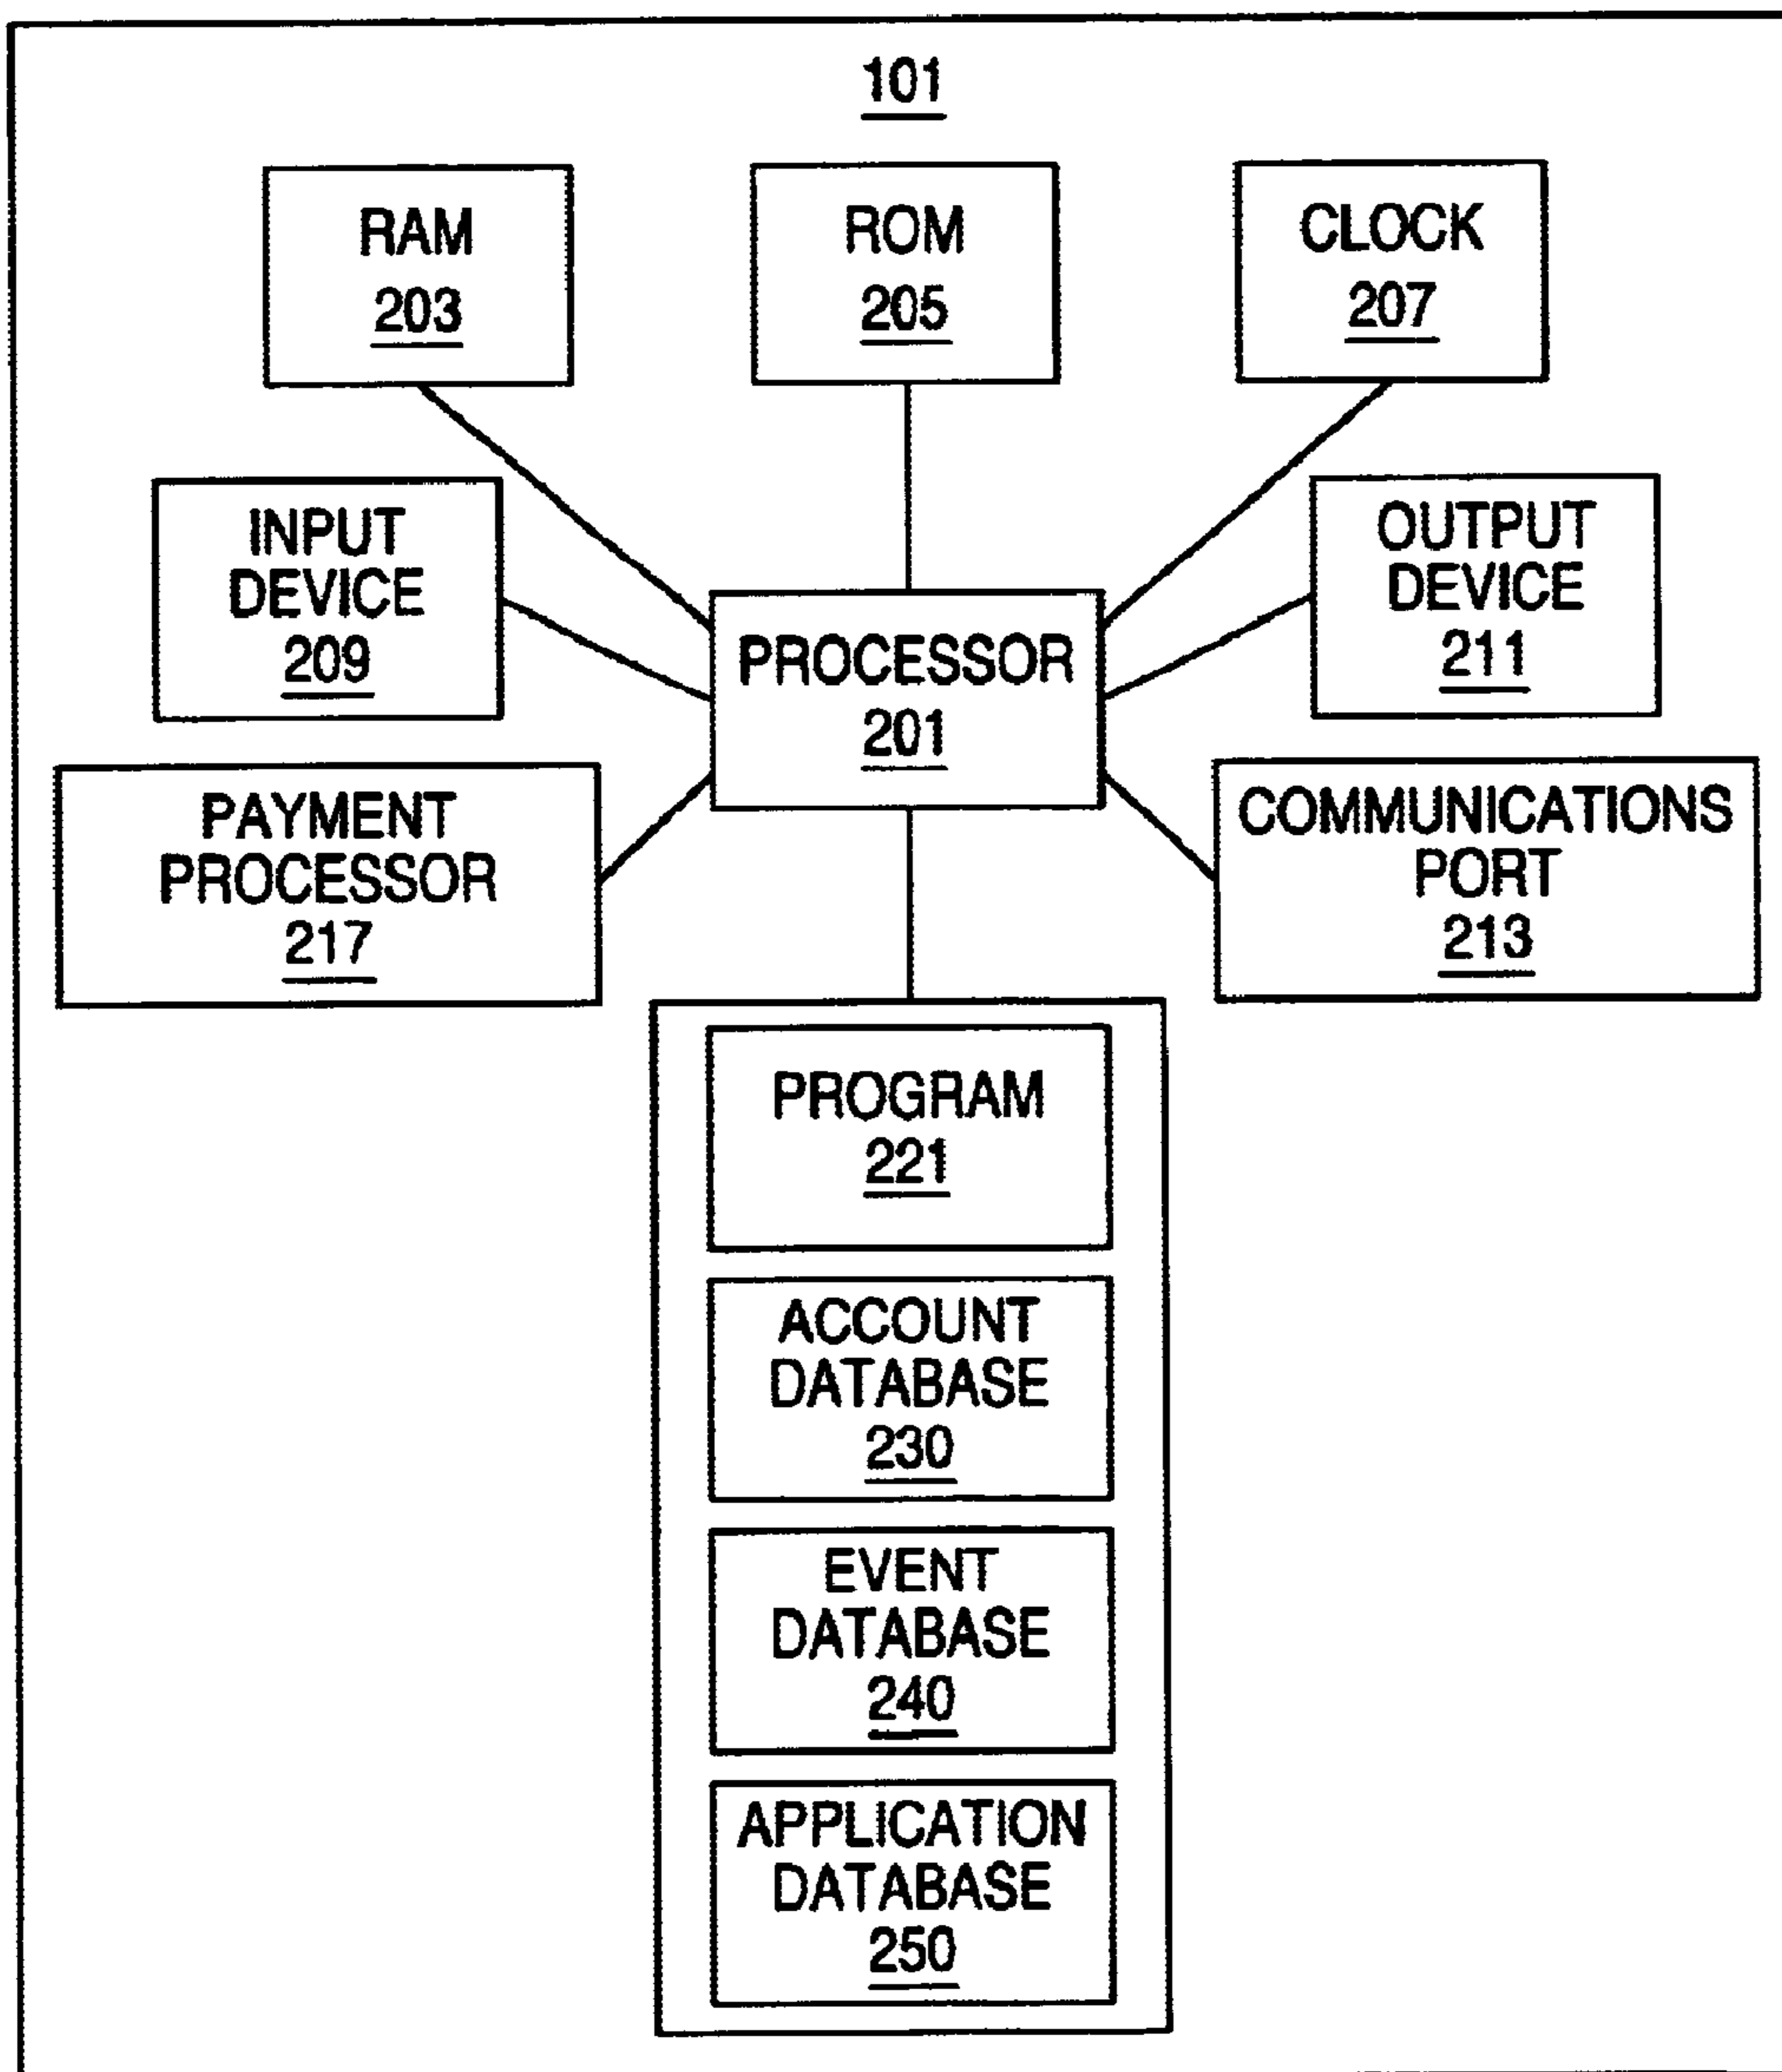 101
RAM
203
ROM
205
CLOCK
207
INPUT
DEVICE
209
OUTPUT
DEVICE
211
PROCESSOR
201
PAYMENT
PROCESSOR
217
COMMUNICATIONS
PORT
213
PROGRAM
221
ACCOUNT
DATABASE
230
EVENT
DATABASE
240
APPLICATION
DATABASE
250